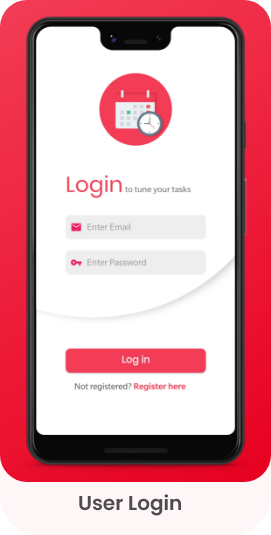 Login to tune your tasks
Enter Email
Enter Password
Log in
Not registered? Register here
User Login